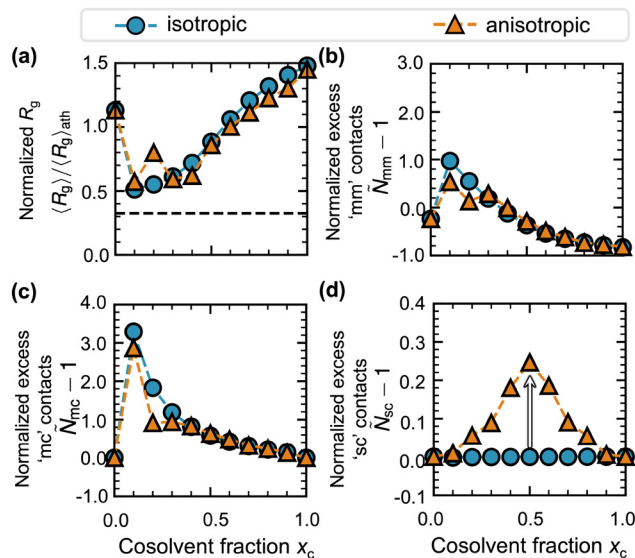 isotropic
anisotropic
(a)
Normalized Rg
⟨Rg⟩/⟨Rg⟩ath
1.5
1.0
0.5
0.0
(b)
Normalized excess
'mm' contacts
Ñmm − 1
3.0
2.0
1.0
0.0
-1.0
(c)
Normalized excess
'mc' contacts
Ñmc − 1
4.0
3.0
2.0
1.0
0.0
-1.0
0.0
0.5
1.0
Cosolvent fraction xc
(d)
Normalized excess
'sc' contacts
Ñsc − 1
0.4
0.3
0.2
0.1
0.0
-0.1
0.0
0.5
1.0
Cosolvent fraction xc